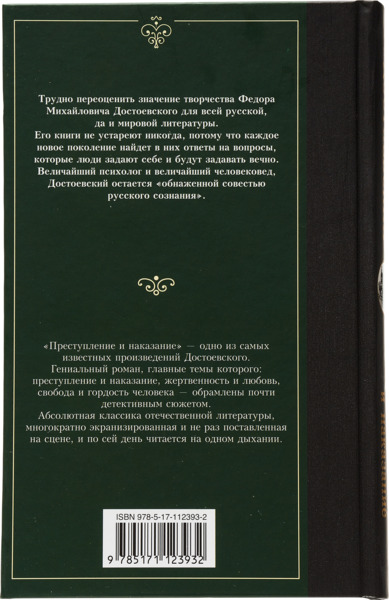 Трудно переоценить значение творчества Федора
Михайловича Достоевского для всей русской,
да и мировой литературы.
Его книги не устареют никогда, потому что каждое
новое поколение найдет в них ответы на вопросы,
которые люди задают себе и будут задавать вечно.
Величайший психолог и величайший человековед,
Достоевский остается «обнаженной совестью
русского сознания».
«Преступление и наказание» — одно из самых
известных произведений Достоевского.
Гениальный роман, главные темы которого:
преступление и наказание, жертвенность и любовь,
свобода и гордость человека — обрамлены почти
детективным сюжетом.
Абсолютная классика отечественной литературы,
многократно экранизированная и не раз поставленная
на сцене, и по сей день читается на одном дыхании.
ISBN 978-5-17-112393-2
9 785171 123932